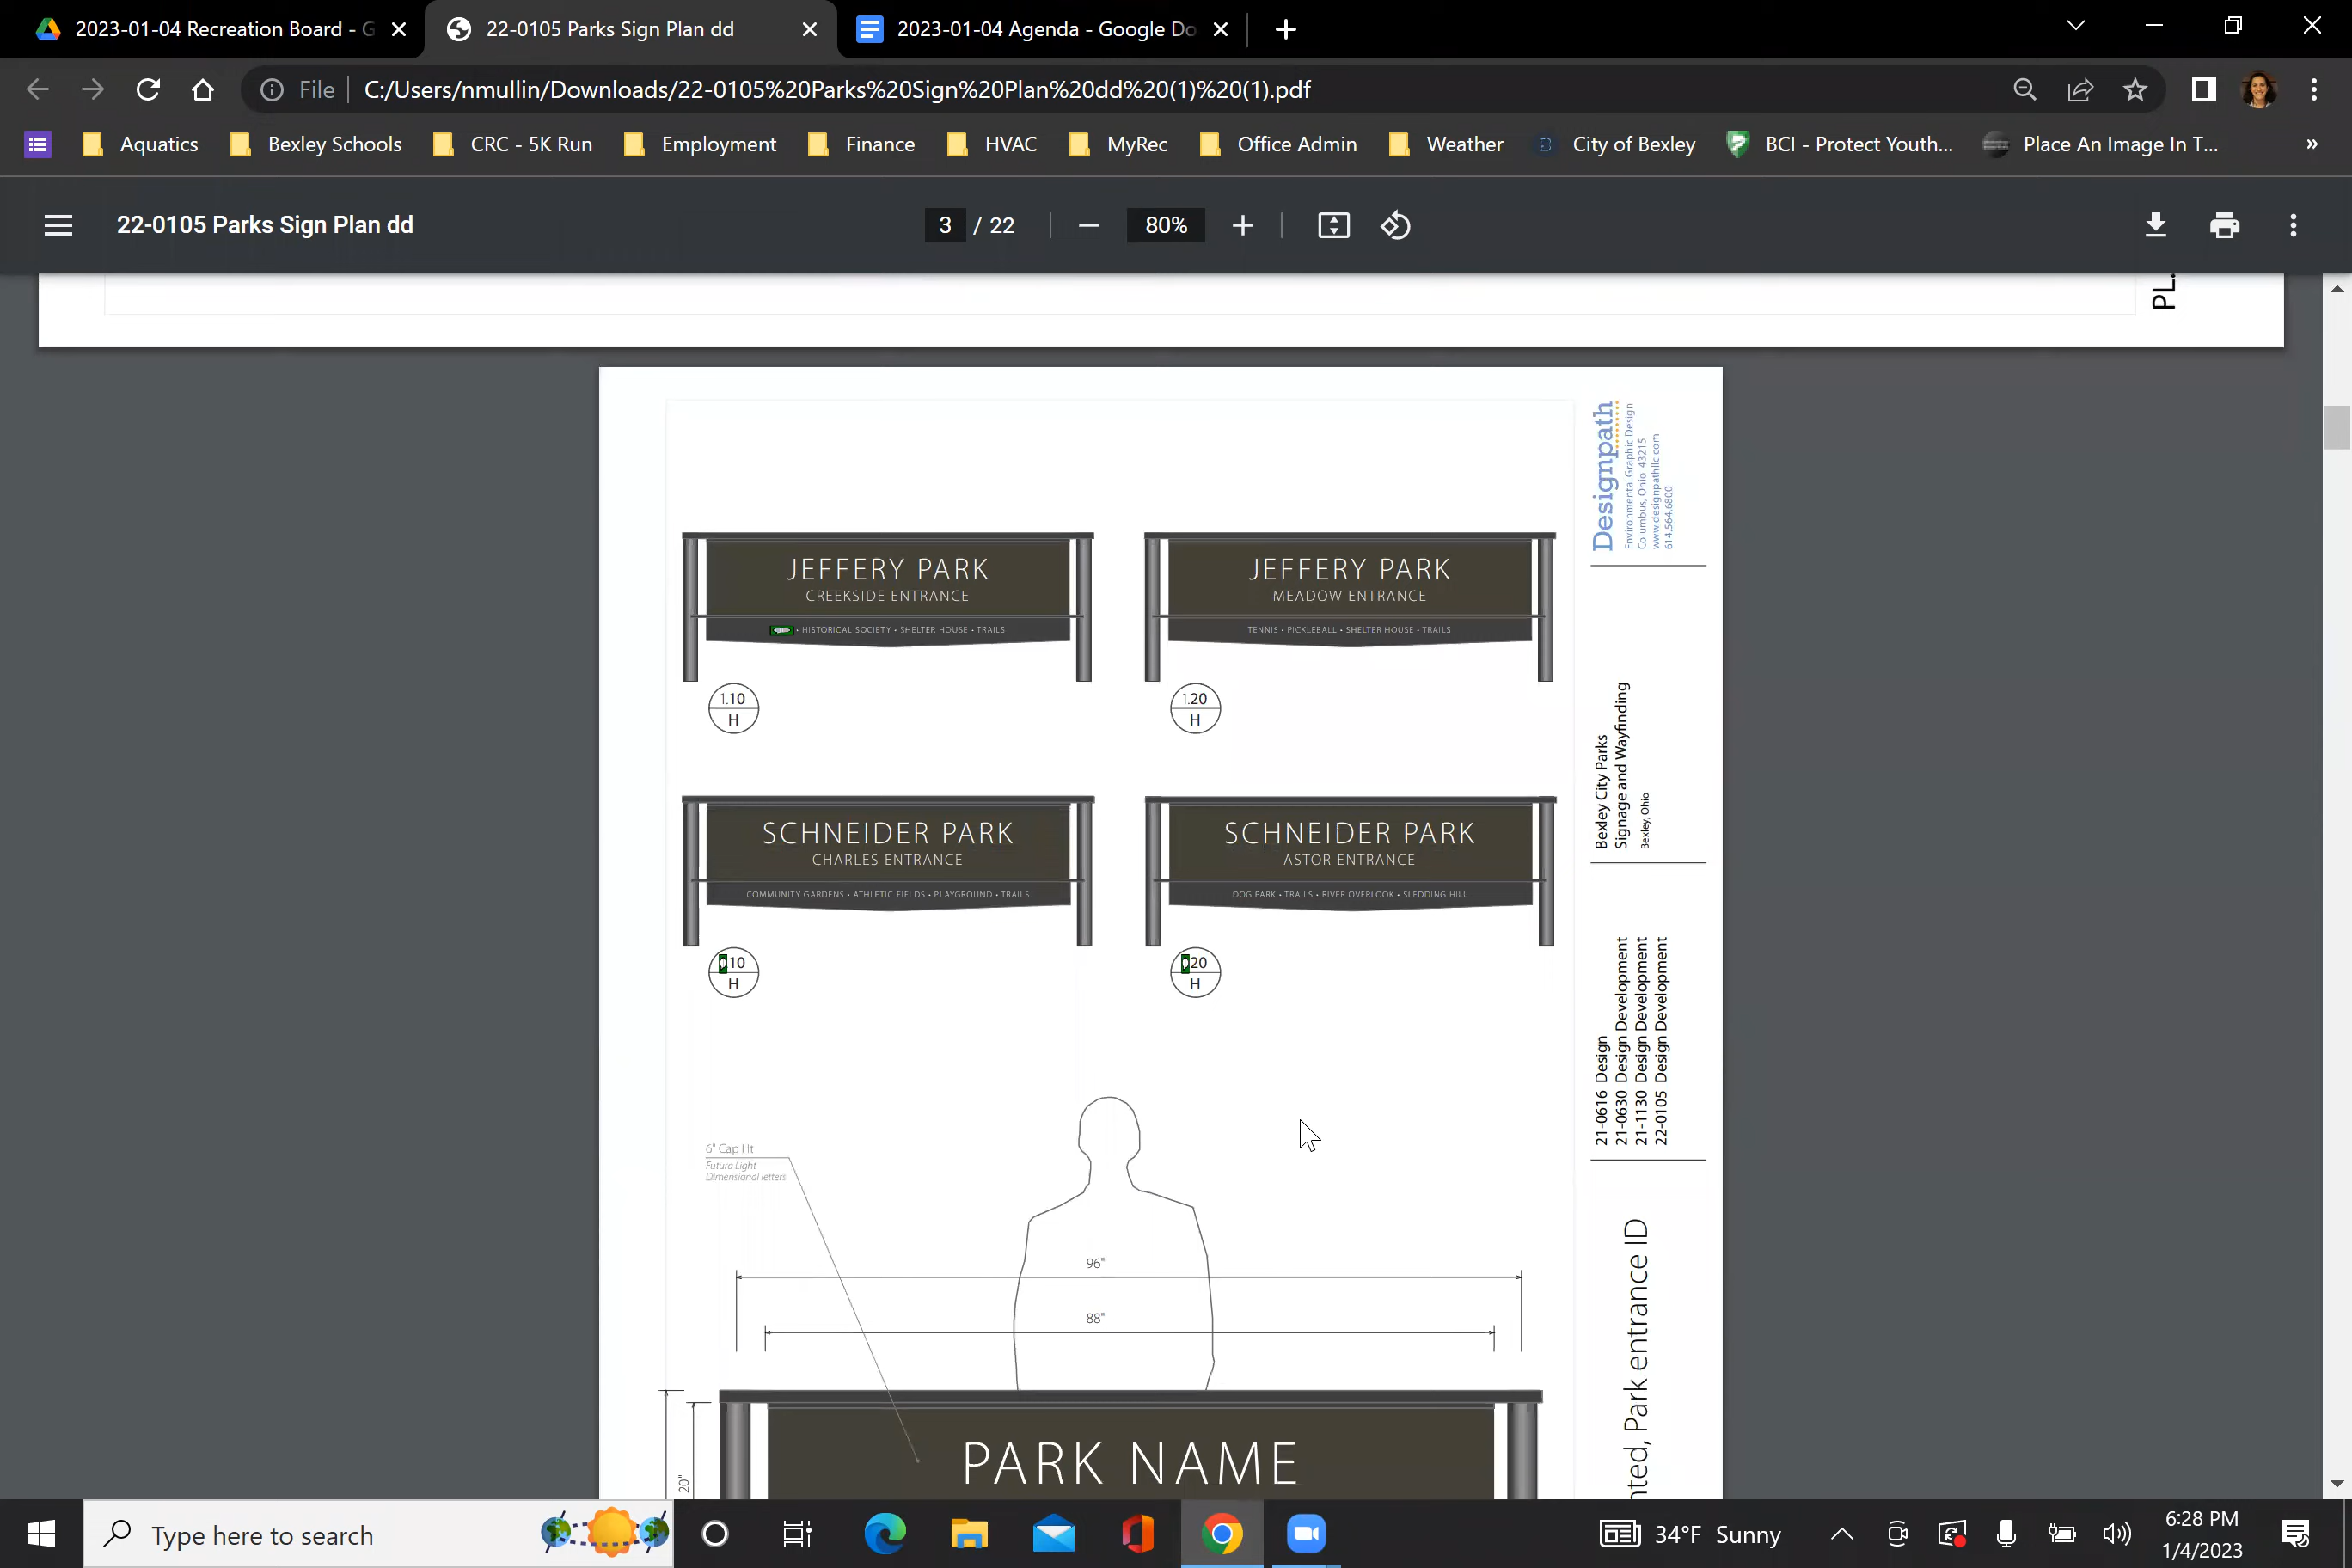 2023-01-04 Recreation Board - G
22-0105 Parks Sign Plan dd
2023-01-04 Agenda - Google Do
File
C:/Users/nmullin/Downloads/22-0105%20Parks%20Sign%20Plan%20dd%20(1)%20(1).pdf
Aquatics
Bexley Schools
CRC - 5K Run
Employment
Finance
HVAC
MyRec
Office Admin
Weather
City of Bexley
BCI - Protect Youth...
Place An Image In T...
»
22-0105 Parks Sign Plan dd
3 / 22
80%
PL.
JEFFERY PARK
CREEKSIDE ENTRANCE
• HISTORICAL SOCIETY • SHELTER HOUSE • TRAILS
1.10
H
JEFFERY PARK
MEADOW ENTRANCE
TENNIS • PICKLEBALL • SHELTER HOUSE • TRAILS
1.20
H
SCHNEIDER PARK
CHARLES ENTRANCE
COMMUNITY GARDENS • ATHLETIC FIELDS • PLAYGROUND • TRAILS
10
H
SCHNEIDER PARK
ASTOR ENTRANCE
DOG PARK • TRAILS • RIVER OVERLOOK • SLEDDING HILL
20
H
6" Cap Ht
Futura Light
Dimensional letters
96"
88"
20"
PARK NAME
Designpath
Environmental Graphic Design
Columbus, Ohio 43215
www.designpathllc.com
614.564.6800
Bexley City Parks
Signage and Wayfinding
Bexley, Ohio
21-0616 Design
21-0630 Design Development
21-1130 Design Development
22-0105 Design Development
nted, Park entrance ID
Type here to search
34°F Sunny
6:28 PM
1/4/2023